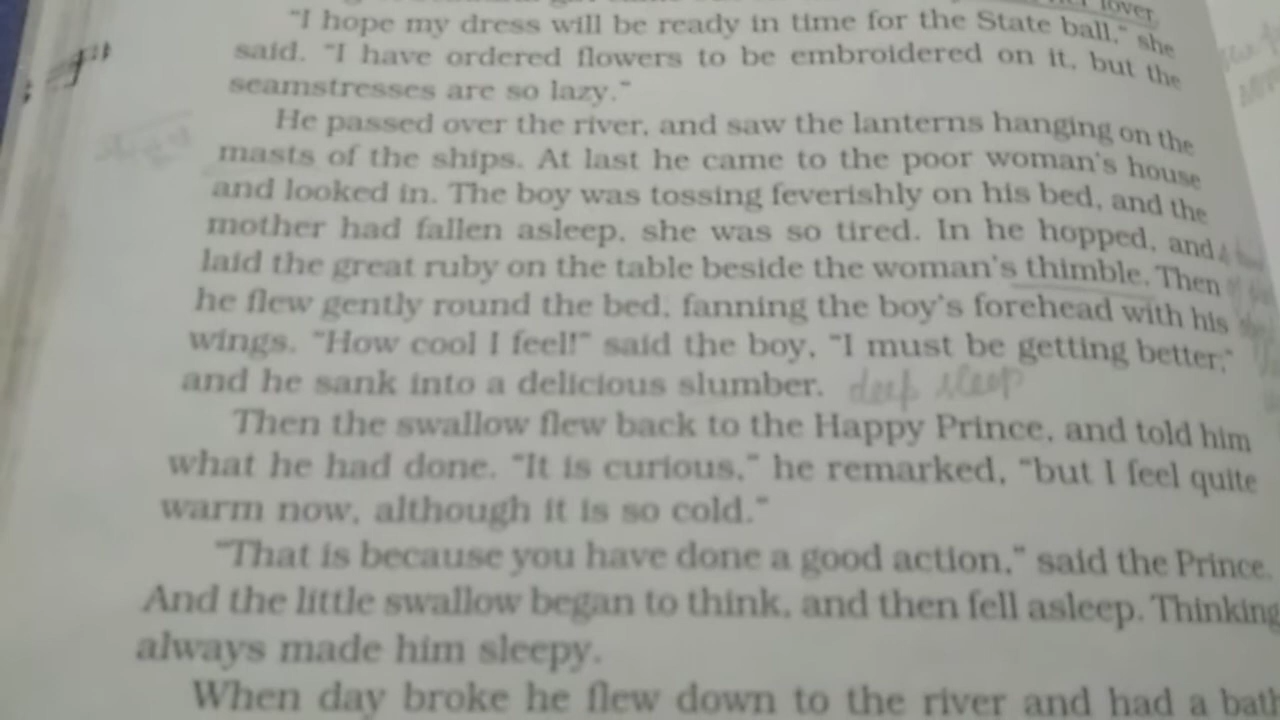 lover
"I hope my dress will be ready in time for the State ball," she
said. "I have ordered flowers to be embroidered on it, but the
seamstresses are so lazy."
He passed over the river, and saw the lanterns hanging on the
masts of the ships. At last he came to the poor woman's house
and looked in. The boy was tossing feverishly on his bed, and the
mother had fallen asleep, she was so tired. In he hopped, and
laid the great ruby on the table beside the woman's thimble. Then
he flew gently round the bed, fanning the boy's forehead with his
wings. "How cool I feel!" said the boy, "I must be getting better;"
and he sank into a delicious slumber. deep sleep
Then the swallow flew back to the Happy Prince, and told him
what he had done. "It is curious," he remarked, "but I feel quite
warm now, although it is so cold."
"That is because you have done a good action," said the Prince.
And the little swallow began to think, and then fell asleep. Thinking
always made him sleepy.
When day broke he flew down to the river and had a bath